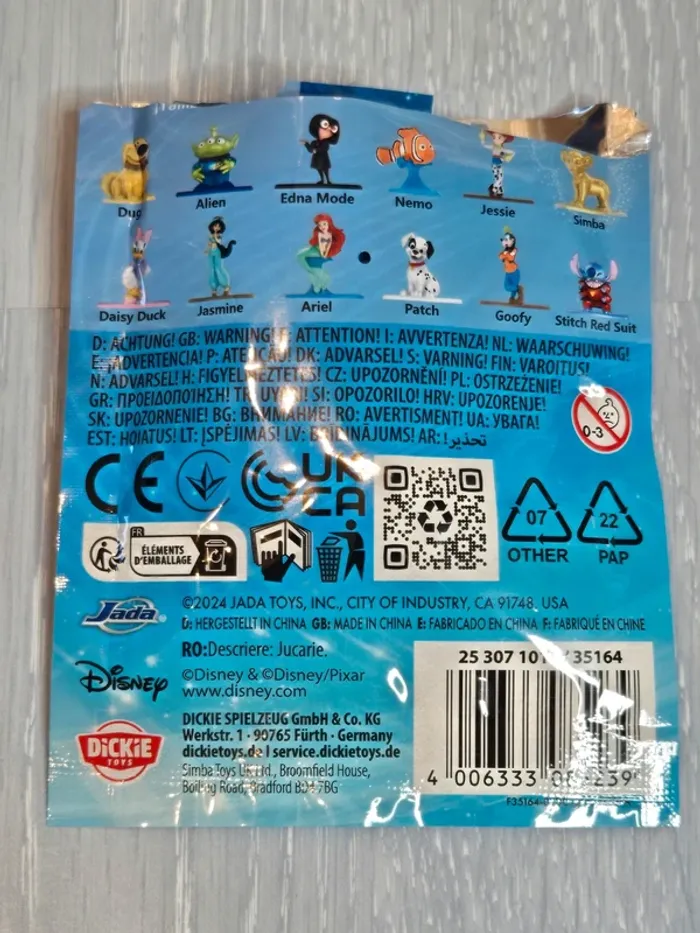 Dug
Alien
Edna Mode
Nemo
Jessie
Simba
Daisy Duck
Jasmine
Ariel
Patch
Goofy
Stitch Red Suit
D: ACHTUNG! GB: WARNING! F: ATTENTION! I: AVVERTENZA! NL: WAARSCHUWING!
E: ¡ADVERTENCIA! P: ATENÇÃO! DK: ADVARSEL! S: VARNING! FIN: VAROITUS!
N: ADVARSEL! H: FIGYELMEZTETÉS! CZ: UPOZORNĚNÍ! PL: OSTRZEŻENIE!
GR: ΠΡΟΕΙΔΟΠΟΙΗΣΗ! TR: UYARI! SI: OPOZORILO! HRV: UPOZORENJE!
SK: UPOZORNENIE! BG: ВНИМАНИЕ! RO: AVERTISMENT! UA: УВАГА!
EST: HOIATUS! LT: ĮSPĖJIMAS! LV: BRĪDINĀJUMS! AR: تحذير!
0-3
CE
UK
CA
FR
ÉLÉMENTS
D'EMBALLAGE
07
OTHER
22
PAP
Jada
©2024 JADA TOYS, INC., CITY OF INDUSTRY, CA 91748, USA
D: HERGESTELLT IN CHINA GB: MADE IN CHINA E: FABRICADO EN CHINA F: FABRIQUÉ EN CHINE
RO:Descriere: Jucarie.
Disney
©Disney & ©Disney/Pixar
www.disney.com
DICKIE TOYS
DICKIE SPIELZEUG GmbH & Co. KG
Werkstr. 1 · 90765 Fürth · Germany
dickietoys.de | service.dickietoys.de
Simba Toys UK Ltd., Broomfield House,
Bolling Road, Bradford BD4 7BG
25 307 10 35164
4 006333